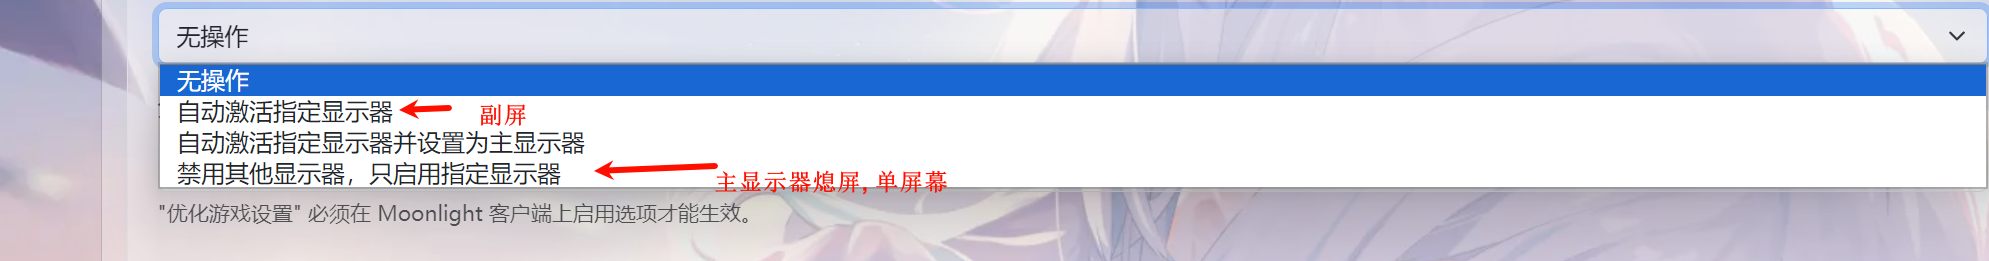 无操作
无操作
自动激活指定显示器
副屏
自动激活指定显示器并设置为主显示器
禁用其他显示器，只启用指定显示器
主显示器熄屏, 单屏幕
"优化游戏设置" 必须在 Moonlight 客户端上启用选项才能生效。